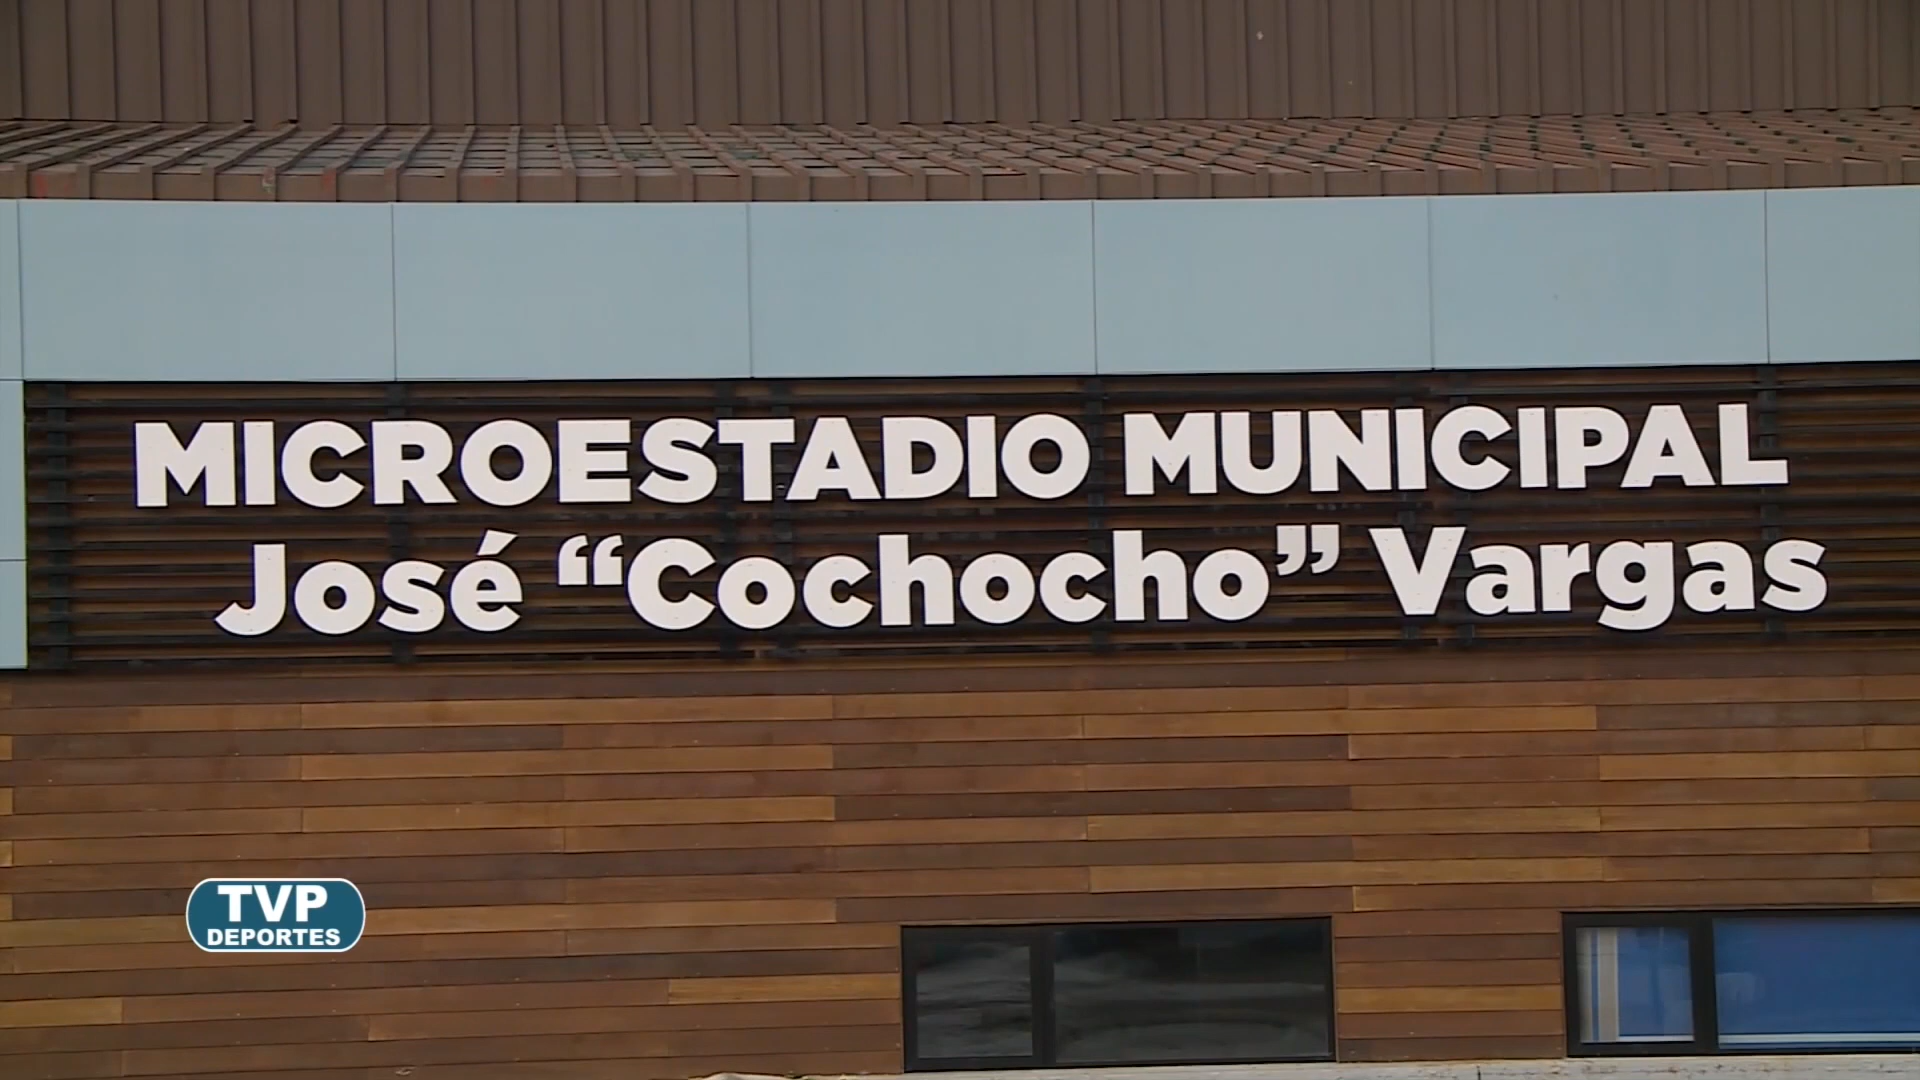 MICROESTADIO MUNICIPAL
José “Cochocho” Vargas
TVP
DEPORTES